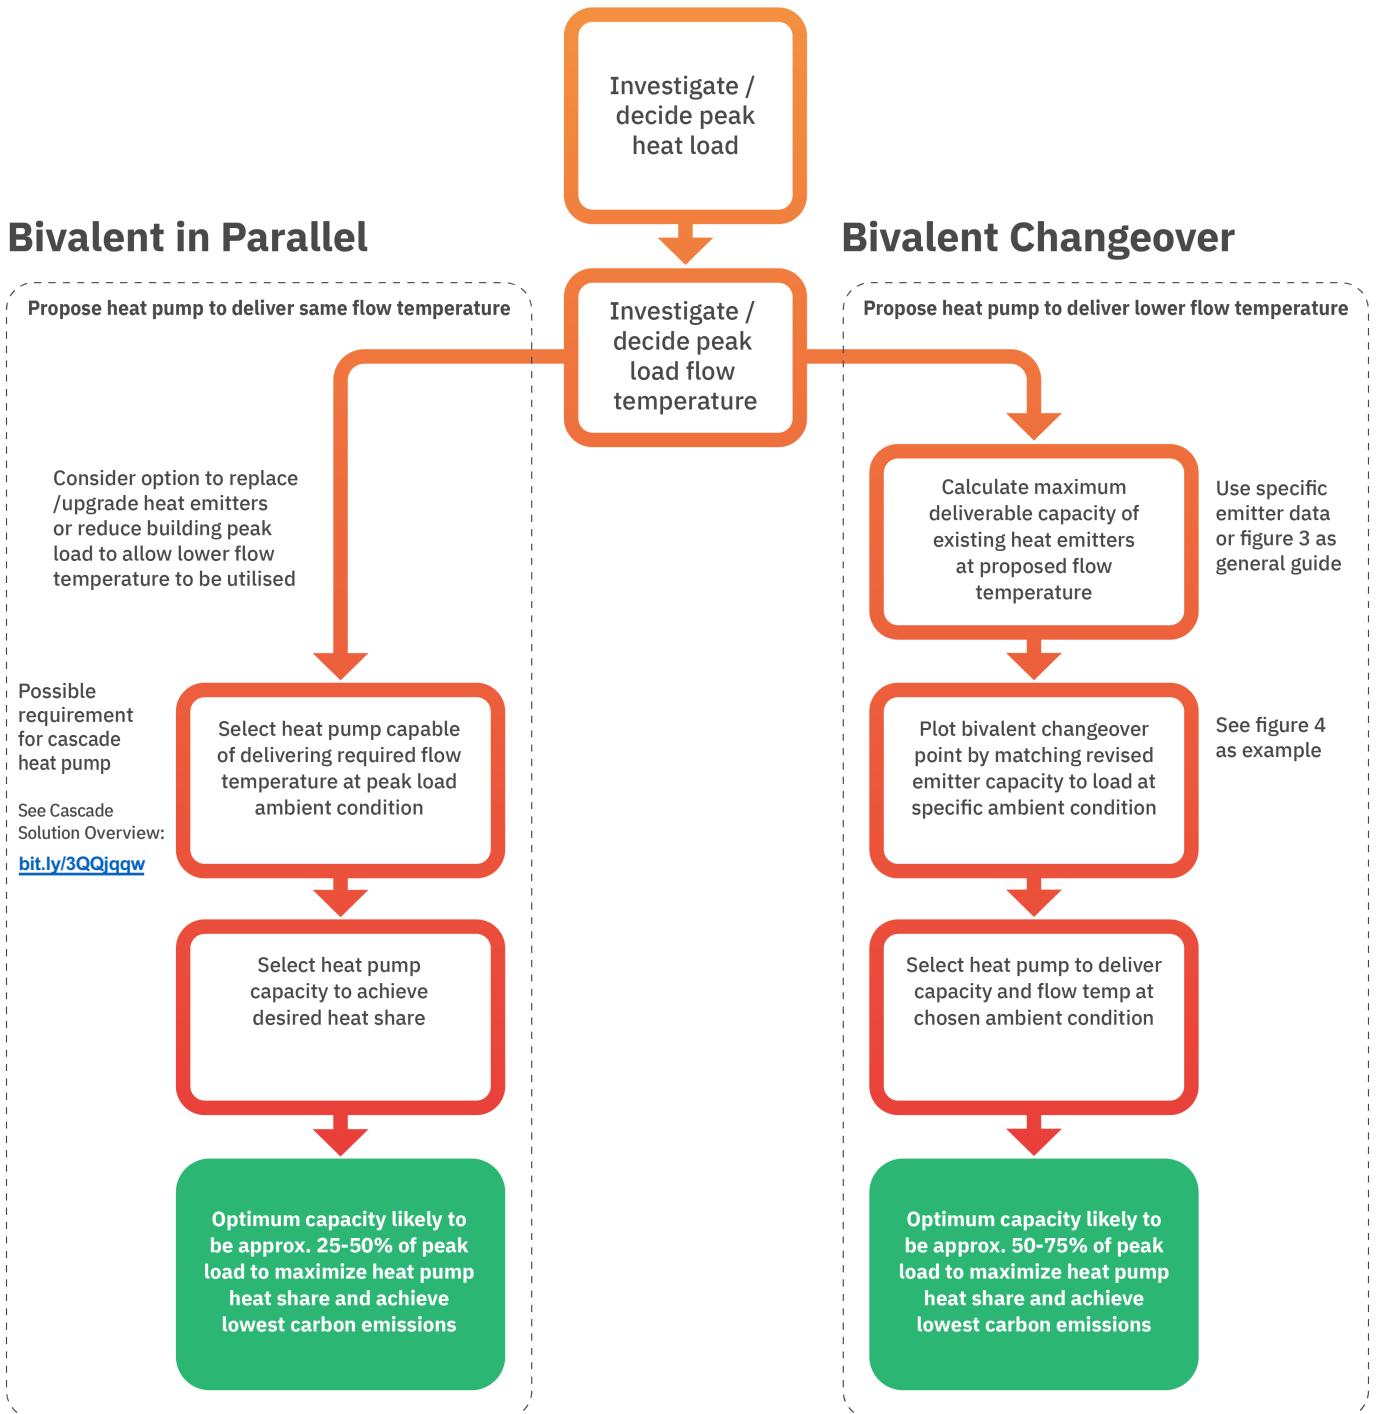 Investigate /
decide peak
heat load
Investigate /
decide peak
load flow
temperature
Bivalent in Parallel
Propose heat pump to deliver same flow temperature
Consider option to replace
/upgrade heat emitters
or reduce building peak
load to allow lower flow
temperature to be utilised
Possible
requirement
for cascade
heat pump
See Cascade
Solution Overview:
bit.ly/3QQjqqw
Select heat pump capable
of delivering required flow
temperature at peak load
ambient condition
Select heat pump
capacity to achieve
desired heat share
Optimum capacity likely to
be approx. 25-50% of peak
load to maximize heat pump
heat share and achieve
lowest carbon emissions
Bivalent Changeover
Propose heat pump to deliver lower flow temperature
Calculate maximum
deliverable capacity of
existing heat emitters
at proposed flow
temperature
Use specific
emitter data
or figure 3 as
general guide
Plot bivalent changeover
point by matching revised
emitter capacity to load at
specific ambient condition
See figure 4
as example
Select heat pump to deliver
capacity and flow temp at
chosen ambient condition
Optimum capacity likely to
be approx. 50-75% of peak
load to maximize heat pump
heat share and achieve
lowest carbon emissions